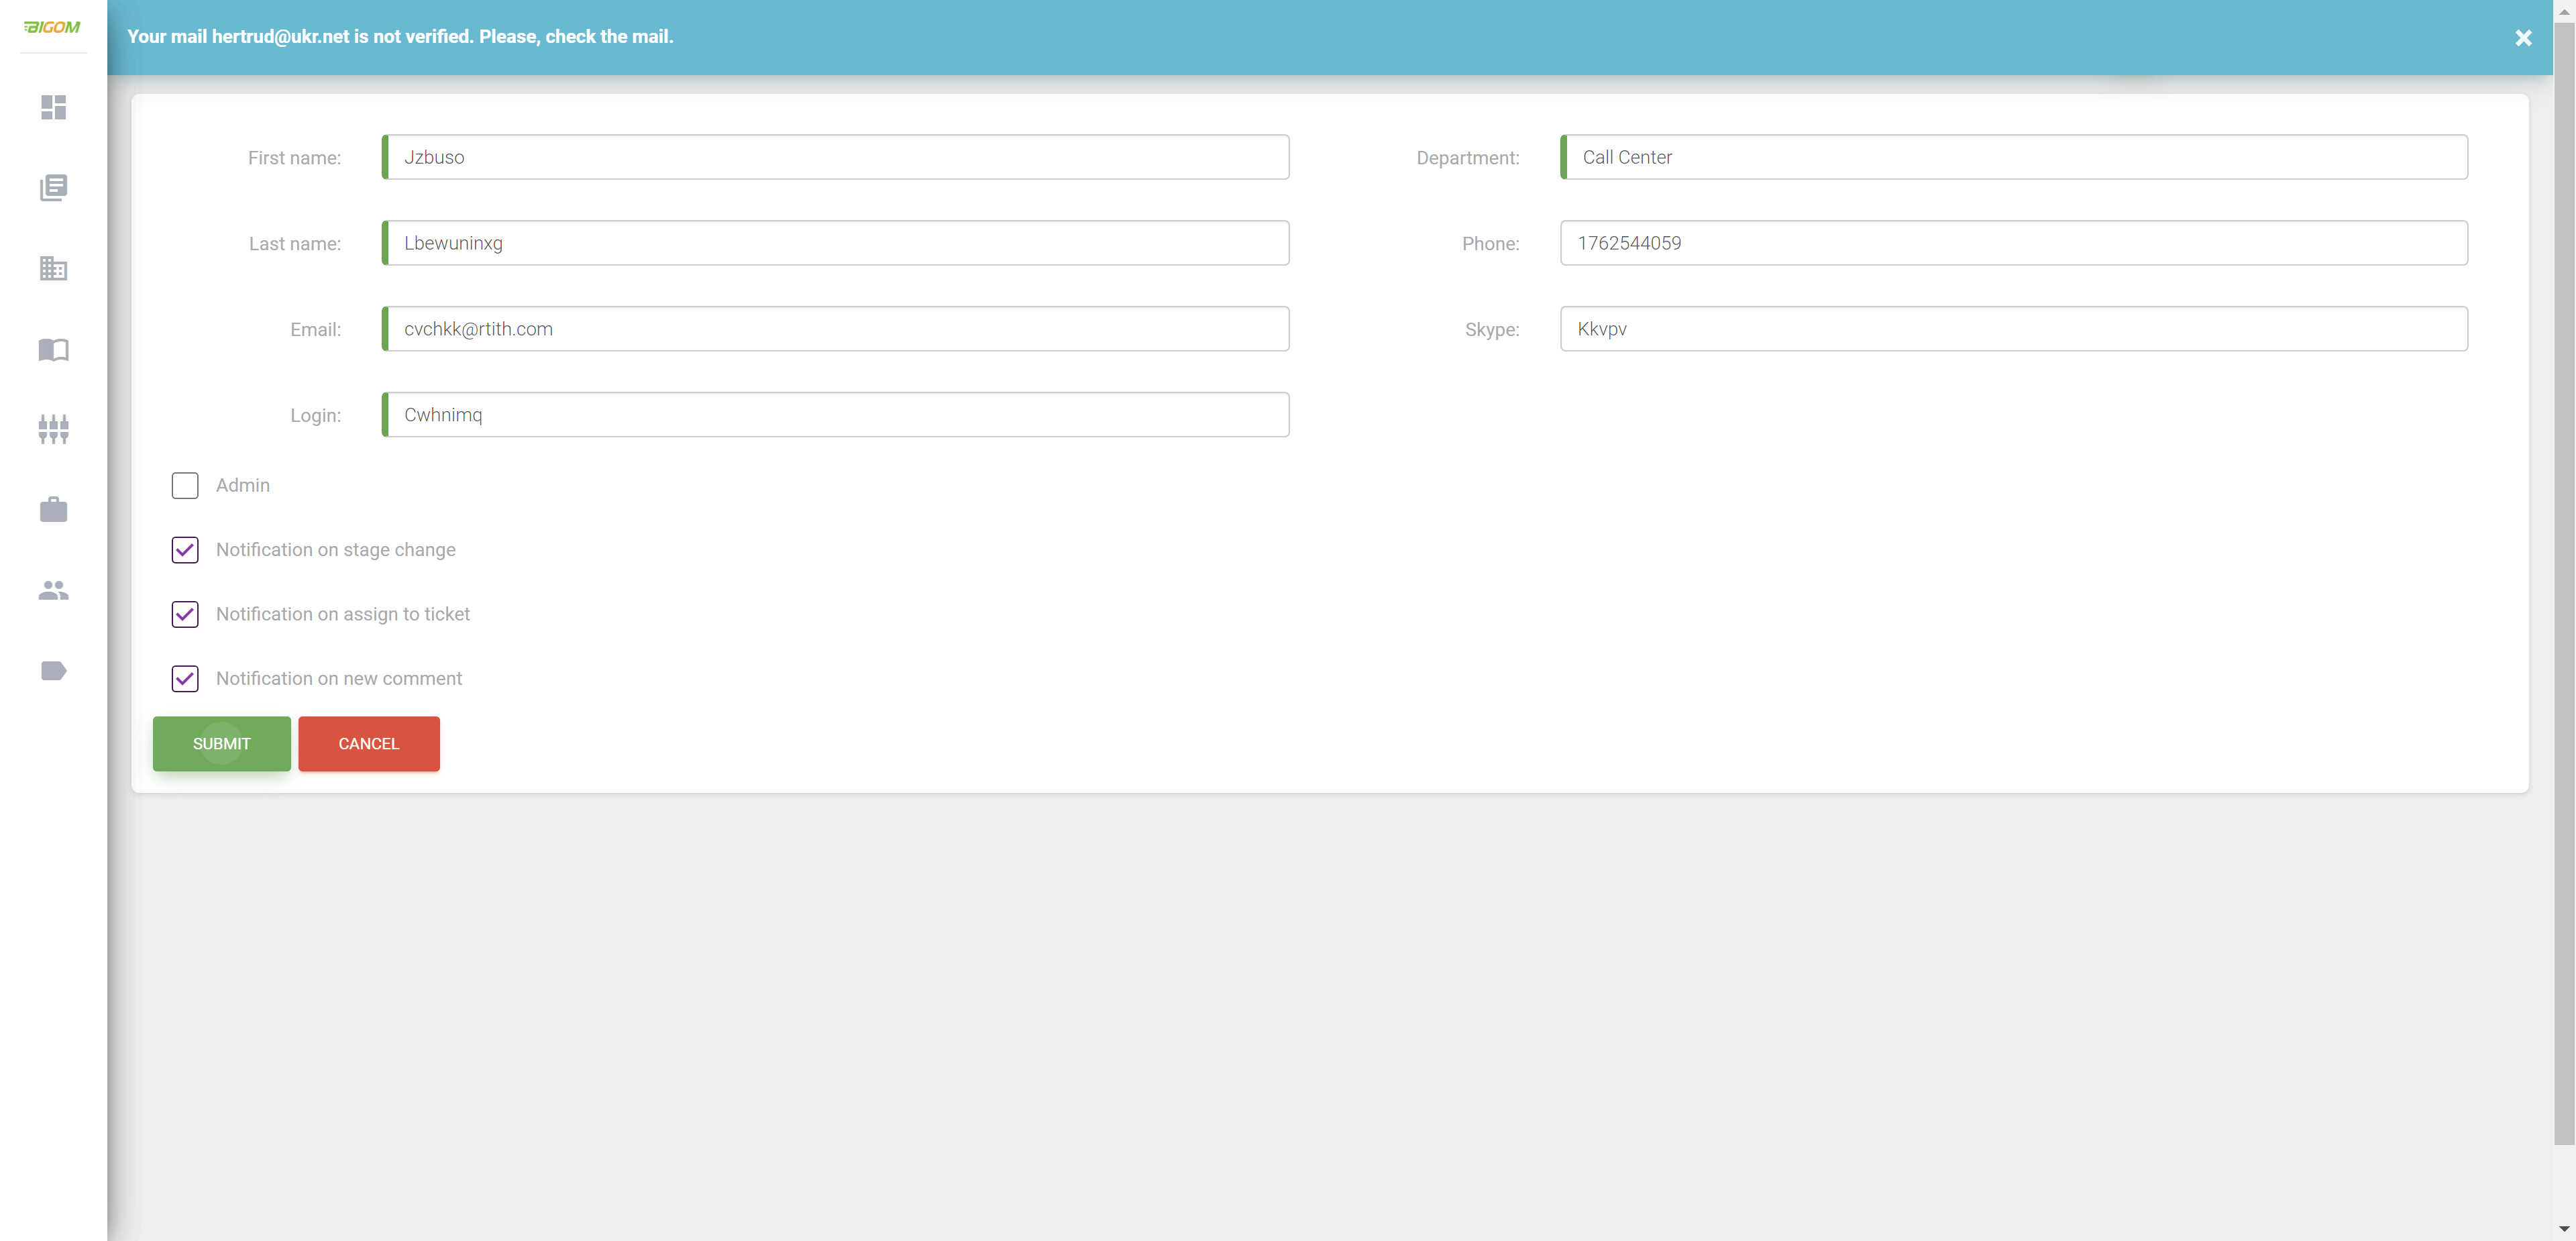 BIGOM
Your mail hertrud@ukr.net is not verified. Please, check the mail.
First name: Jzbuso
Department: Call Center
Last name: Lbewuninxg
Phone: 1762544059
Email: cvchkk@rtith.com
Skype: Kkvpv
Login: Cwhnimq
Admin
Notification on stage change
Notification on assign to ticket
Notification on new comment
SUBMIT CANCEL